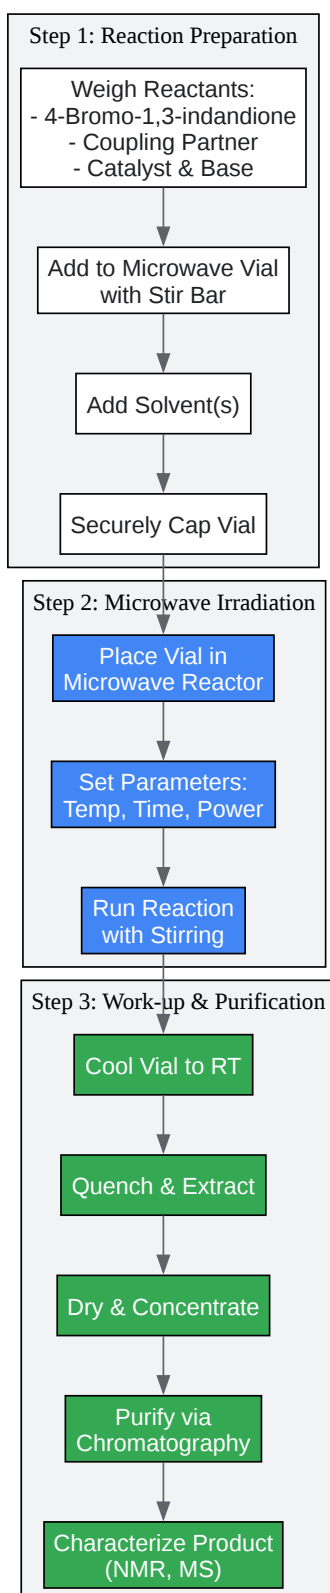 Step 1: Reaction Preparation
Weigh Reactants:
- 4-Bromo-1,3-indandione
- Coupling Partner
- Catalyst & Base
Add to Microwave Vial
with Stir Bar
Add Solvent(s)
Securely Cap Vial
Step 2: Microwave Irradiation
Place Vial in
Microwave Reactor
Set Parameters:
Temp, Time, Power
Run Reaction
with Stirring
Step 3: Work-up & Purification
Cool Vial to RT
Quench & Extract
Dry & Concentrate
Purify via
Chromatography
Characterize Product
(NMR, MS)